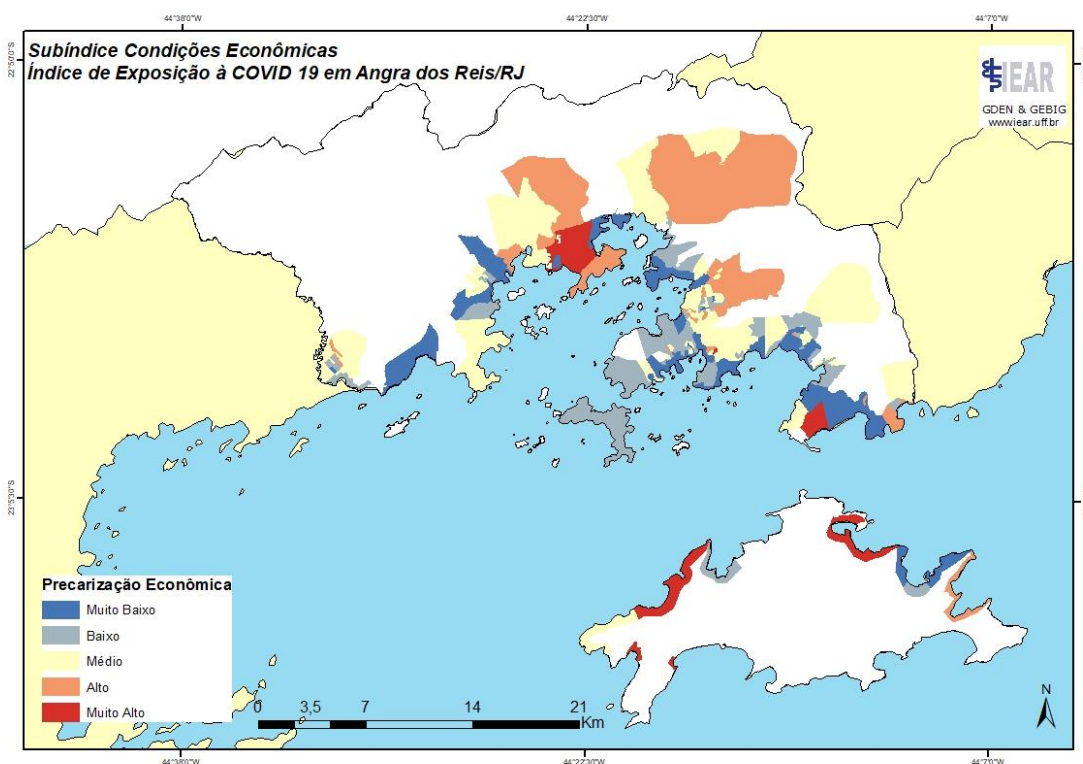 44°38'0"W 44°22'30"W 44°7'0"W
Subíndice Condições Econômicas
Índice de Exposição à COVID 19 em Angra dos Reis/RJ
22°50'0"S
IEAR
GDEN & GEBIG
www.iear.uff.br
23°5'30"S
Precarização Econômica
Muito Baixo
Baixo
Médio
Alto
Muito Alto
0 3,5 7 14 21
Km
N
44°38'0"W 44°22'30"W 44°7'0"W